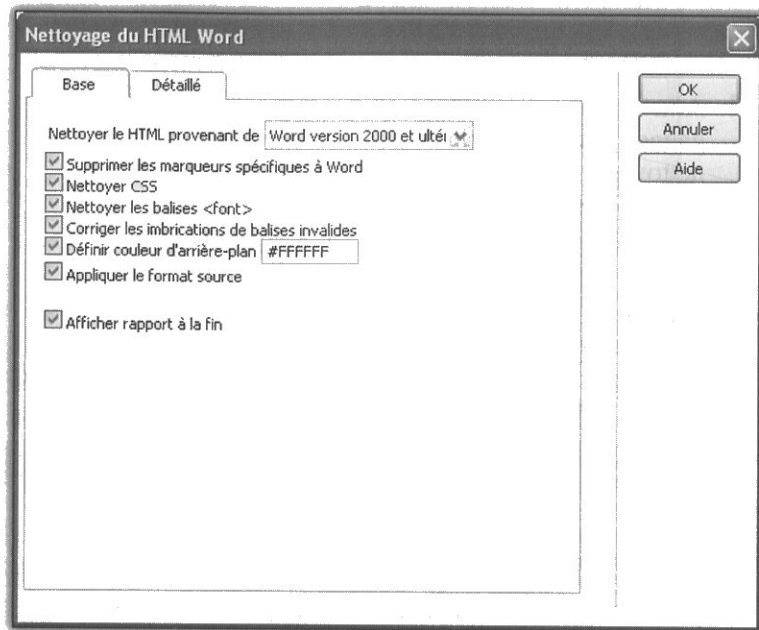 Nettoyage du HTML Word
Base Détaillé
OK
Nettoyer le HTML provenant de Word version 2000 et ultér
Annuler
Supprimer les marqueurs spécifiques à Word
Aide
Nettoyer CSS
Nettoyer les balises <font>
Corriger les imbrications de balises invalides
Définir couleur d'arrière-plan #FFFFFF
Appliquer le format source
Afficher rapport à la fin